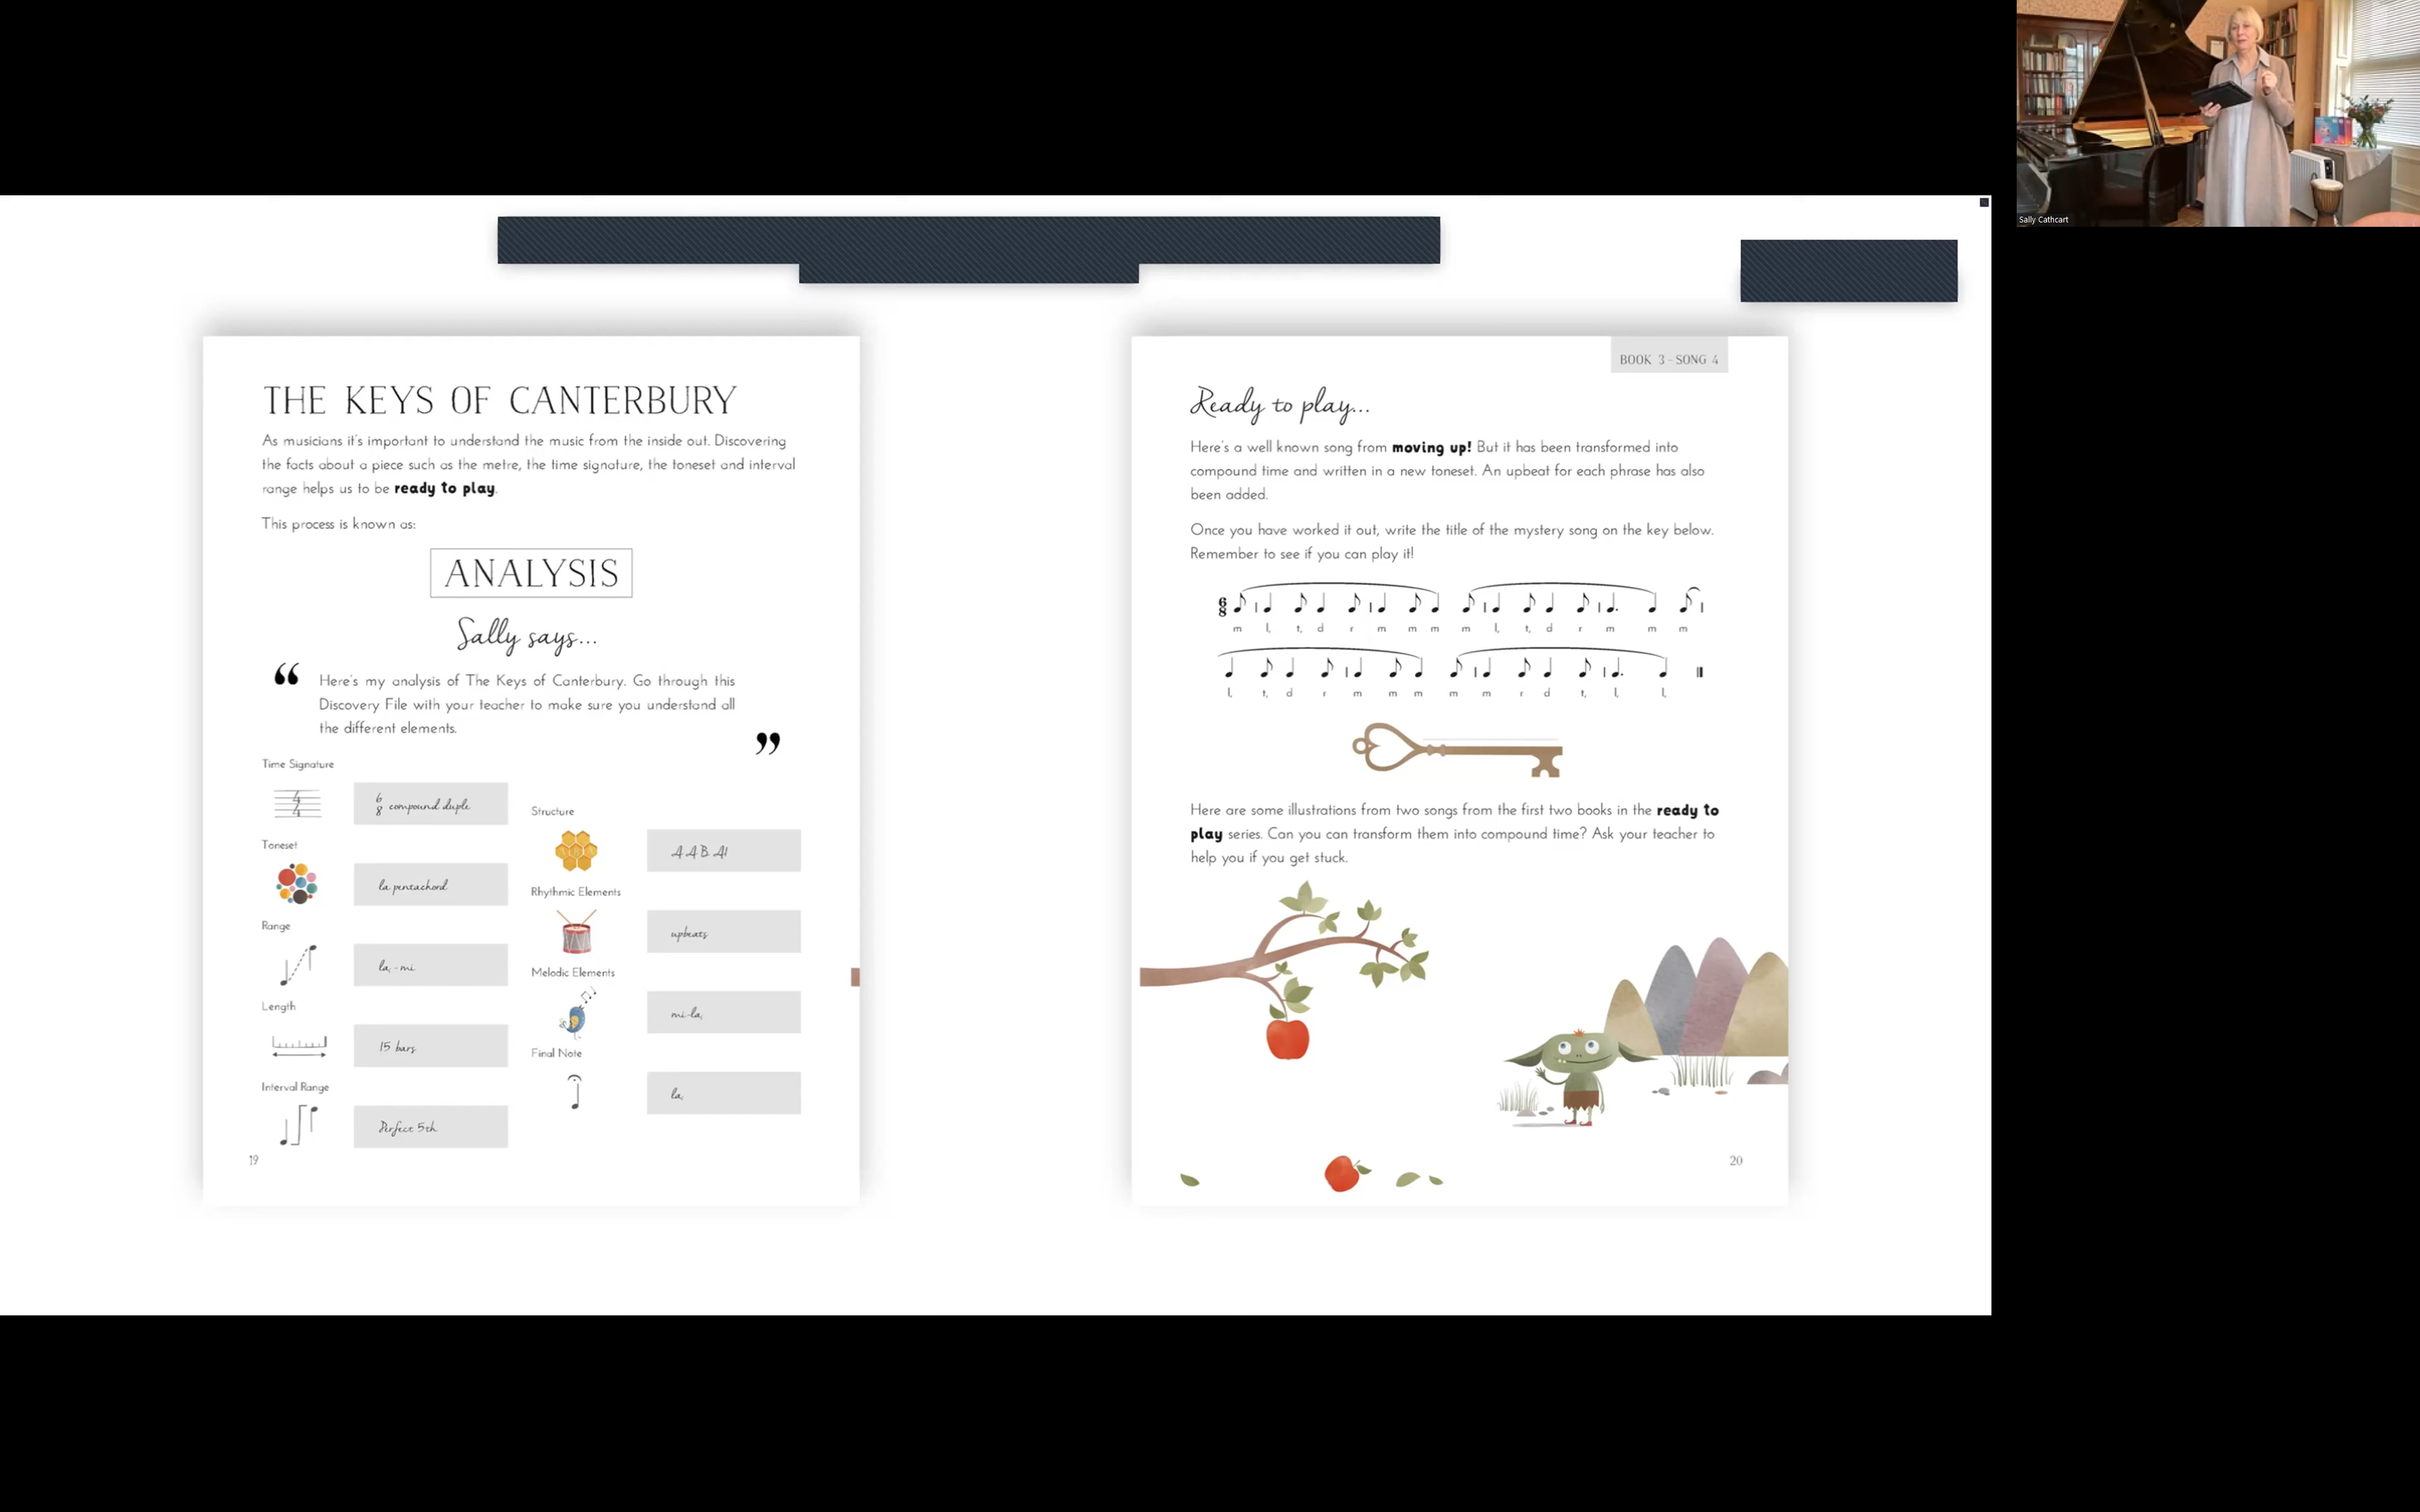 Sally Cathcart
THE KEYS OF CANTERBURY
As musicians it's important to understand the music from the inside out. Discovering
the facts about a piece such as the metre, the time signature, the toneset and interval
range helps us to be ready to play.
This process is known as:
ANALYSIS
Sally says...
“ Here's my analysis of The Keys of Canterbury. Go through this
Discovery File with your teacher to make sure you understand all
the different elements. ”
Time Signature
4
4
6
8 compound duple
Toneset
la pentachord
Range
la, - mi
Length
15 bars
Interval Range
Perfect 5th
Structure
A A B A1
Rhythmic Elements
upbeats
Melodic Elements
mi-la,
Final Note
la,
19
BOOK 3 - SONG 4
Ready to play...
Here's a well known song from moving up! But it has been transformed into
compound time and written in a new toneset. An upbeat for each phrase has also
been added.
Once you have worked it out, write the title of the mystery song on the key below.
Remember to see if you can play it!
6
8
m l, t, d r m m m m l, t, d r m m m
l, t, d r m m m m m r d t, l, l,
Here are some illustrations from two songs from the first two books in the ready to
play series. Can you can transform them into compound time? Ask your teacher to
help you if you get stuck.
20